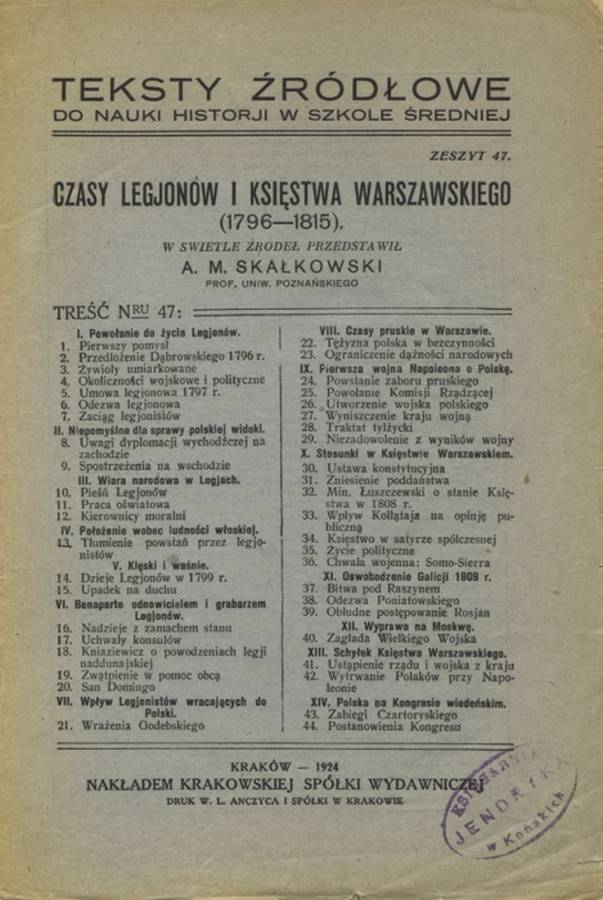 TEKSTY ŹRÓDŁOWE
DO NAUKI HISTORJI W SZKOLE ŚREDNIEJ
ZESZYT 47.
CZASY LEGJONÓW I KSIĘSTWA WARSZAWSKIEGO
(1796—1815).
W ŚWIETLE ŹRÓDEŁ PRZEDSTAWIŁ
A. M. SKAŁKOWSKI
PROF. UNIW. POZNAŃSKIEGO
TREŚĆ NRU 47:
I. Powołanie do życia Legjonów.
1. Pierwszy pomysł
2. Przedłożenie Dąbrowskiego 1796 r.
3. Żywioły umiarkowane
4. Okoliczności wojskowe i polityczne
5. Umowa legjonowa 1797 r.
6. Odezwa legjonowa
7. Zaciąg legjonistów
II. Niepomyślne dla sprawy polskiej widoki.
8. Uwagi dyplomacji wychodźczej na
zachodzie
9. Spostrzeżenia na wschodzie
III. Wiara narodowa w Legjach.
10. Pieśń Legjonów
11. Praca oświatowa
12. Kierownicy moralni
IV. Położenie wobec ludności włoskiej.
13. Tłumienie powstań przez legjo-
nistów
V. Klęski i waśnie.
14. Dzieje Legjonów w 1799 r.
15. Upadek na duchu
VI. Bonaparte odnowicielem i grabarzem
Legjonów.
16. Nadzieje z zamachem stanu
17. Uchwały konsulów
18. Kniaziewicz o powodzeniach legji
naddunajskiej
19. Zwątpienie w pomoc obcą
20. San Domingo
VII. Wpływ Legjonistów wracających do
Polski.
21. Wrażenia Godebskiego
VIII. Czasy pruskie w Warszawie.
22. Tężyzna polska w bezczynności
23. Ograniczenie dążności narodowych
IX. Pierwsza wojna Napoleona o Polskę.
24. Powstanie zaboru pruskiego
25. Powołanie Komisji Rządzącej
26. Utworzenie wojska polskiego
27. Wyniszczenie kraju wojną
28. Traktat tylżycki
29. Niezadowolenie z wyników wojny
X. Stosunki w Księstwie Warszawskiem.
30. Ustawa konstytucyjna
31. Zniesienie poddaństwa
32. Min. Łuszczewski o stanie Księ-
stwa w 1808 r.
33. Wpływ Kołłątaja na opinję pu-
bliczną
34. Księstwo w satyrze spółczesnej
35. Życie polityczne
36. Chwała wojenna: Somo-Sierra
XI. Oswobodzenie Galicji 1809 r.
37. Bitwa pod Raszynem
38. Odezwa Poniatowskiego
39. Obłudne postępowanie Rosjan
XII. Wyprawa na Moskwę.
40. Zagłada Wielkiego Wojska
XIII. Schyłek Księstwa Warszawskiego.
41. Ustąpienie rządu i wojska z kraju
42. Wytrwanie Polaków przy Napo-
leonie
XIV. Polska na Kongresie wiedeńskim.
43. Zabiegi Czartoryskiego
44. Postanowienia Kongresu
KRAKÓW — 1924
NAKŁADEM KRAKOWSKIEJ SPÓŁKI WYDAWNICZEJ
DRUK W. L. ANCZYCA I SPÓŁKI W KRAKOWIE
KSIĘGARNIA
w Końskich